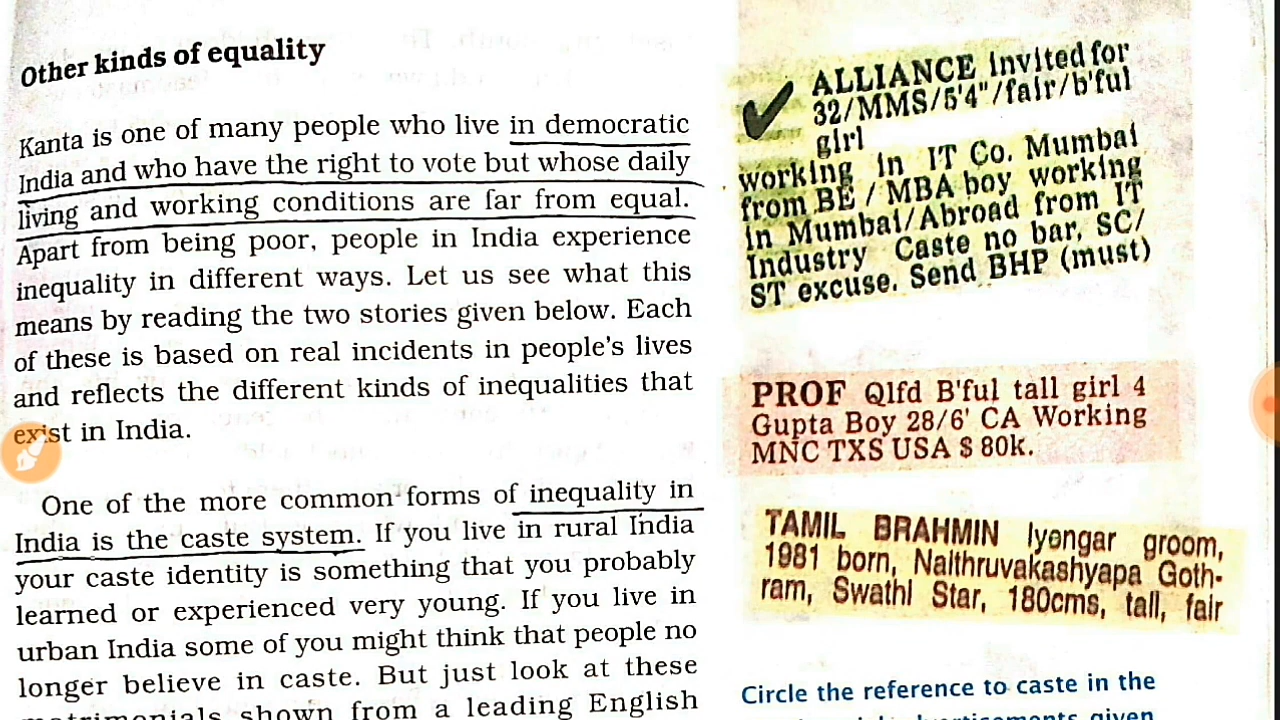 Other kinds of equality
Kanta is one of many people who live in democratic
India and who have the right to vote but whose daily
living and working conditions are far from equal.
Apart from being poor, people in India experience
inequality in different ways. Let us see what this
means by reading the two stories given below. Each
of these is based on real incidents in people's lives
and reflects the different kinds of inequalities that
exist in India.
One of the more common forms of inequality in
India is the caste system. If you live in rural India
your caste identity is something that you probably
learned or experienced very young. If you live in
urban India some of you might think that people no
longer believe in caste. But just look at these
matrimonials shown from a leading English
ALLIANCE invited for
32/MMS/5'4"/fair/b'ful
girl
working in IT Co. Mumbai
from BE / MBA boy working
in Mumbai/Abroad from IT
Industry Caste no bar, SC/
ST excuse. Send BHP (must)
PROF Qlfd B'ful tall girl 4
Gupta Boy 28/6' CA Working
MNC TXS USA $ 80k.
TAMIL BRAHMIN Iyengar groom,
1981 born, Naithruvakashyapa Goth-
ram, Swathi Star, 180cms, tall, fair
Circle the reference to caste in the
advertisements given